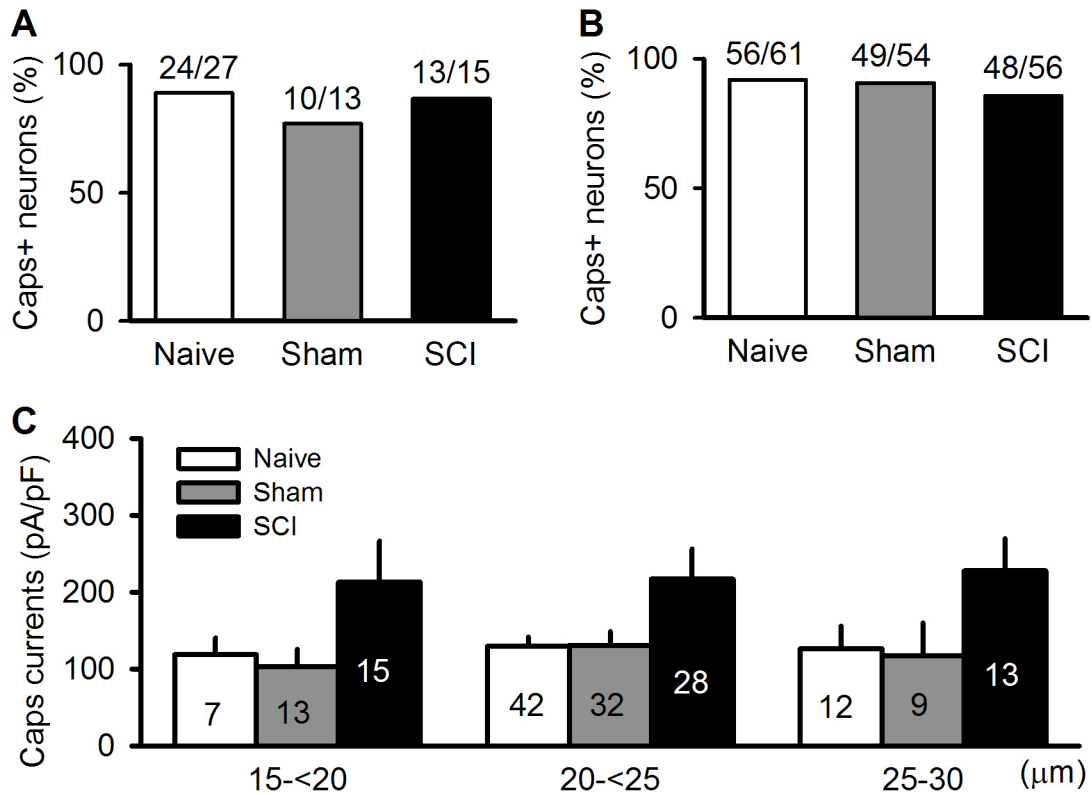 A
Caps+ neurons (%)
100
50
0
24/27
10/13
13/15
Naive
Sham
SCI
B
Caps+ neurons (%)
100
50
0
56/61
49/54
48/56
Naive
Sham
SCI
C
Caps currents (pA/pF)
400
300
200
100
0
Naive
Sham
SCI
7
13
15
42
32
28
12
9
13
15-<20
20-<25
25-30
(μm)